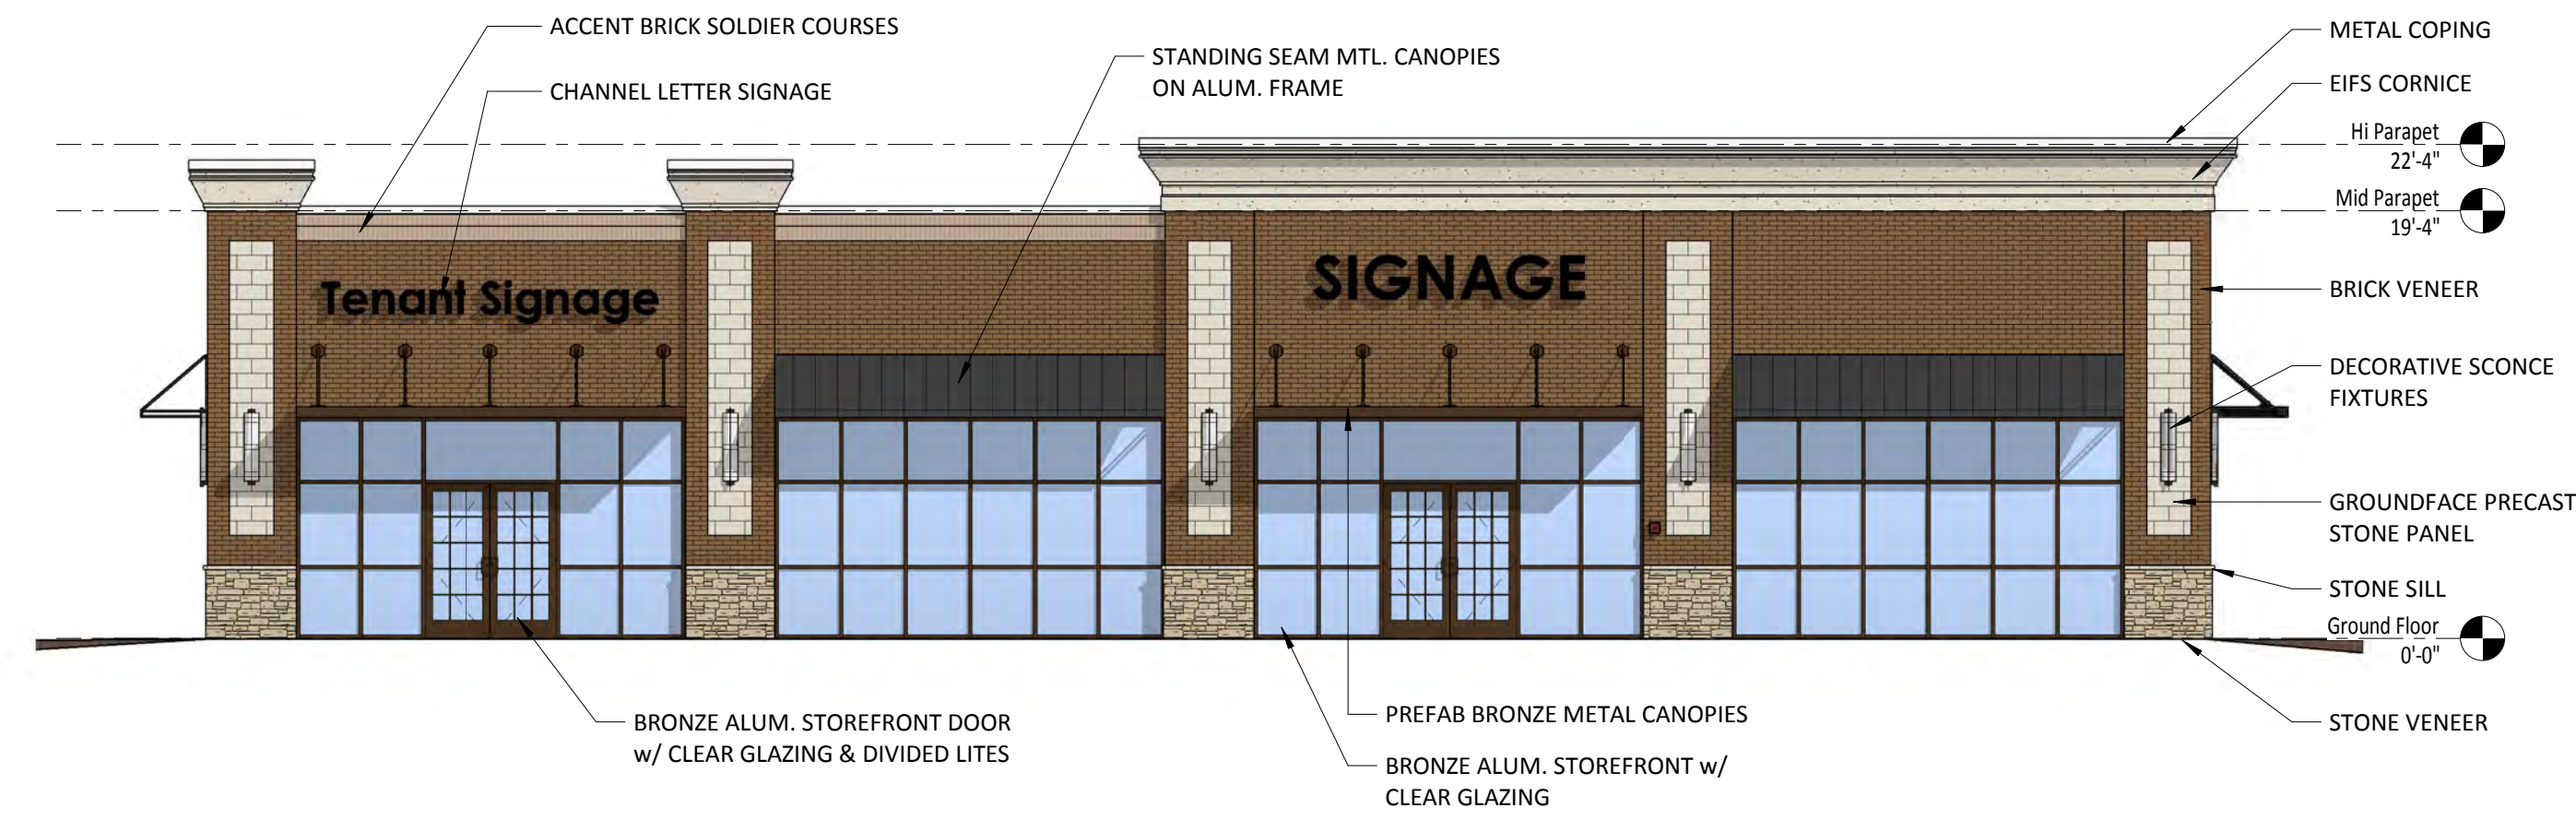 ACCENT BRICK SOLDIER COURSES
CHANNEL LETTER SIGNAGE
STANDING SEAM MTL. CANOPIES
ON ALUM. FRAME
METAL COPING
EIFS CORNICE
Hi Parapet
22'-4"
Mid Parapet
19'-4"
Tenant Signage
SIGNAGE
BRICK VENEER
DECORATIVE SCONCE
FIXTURES
GROUNDFACE PRECAST
STONE PANEL
STONE SILL
Ground Floor
0'-0"
STONE VENEER
BRONZE ALUM. STOREFRONT DOOR
w/ CLEAR GLAZING & DIVIDED LITES
PREFAB BRONZE METAL CANOPIES
BRONZE ALUM. STOREFRONT w/
CLEAR GLAZING